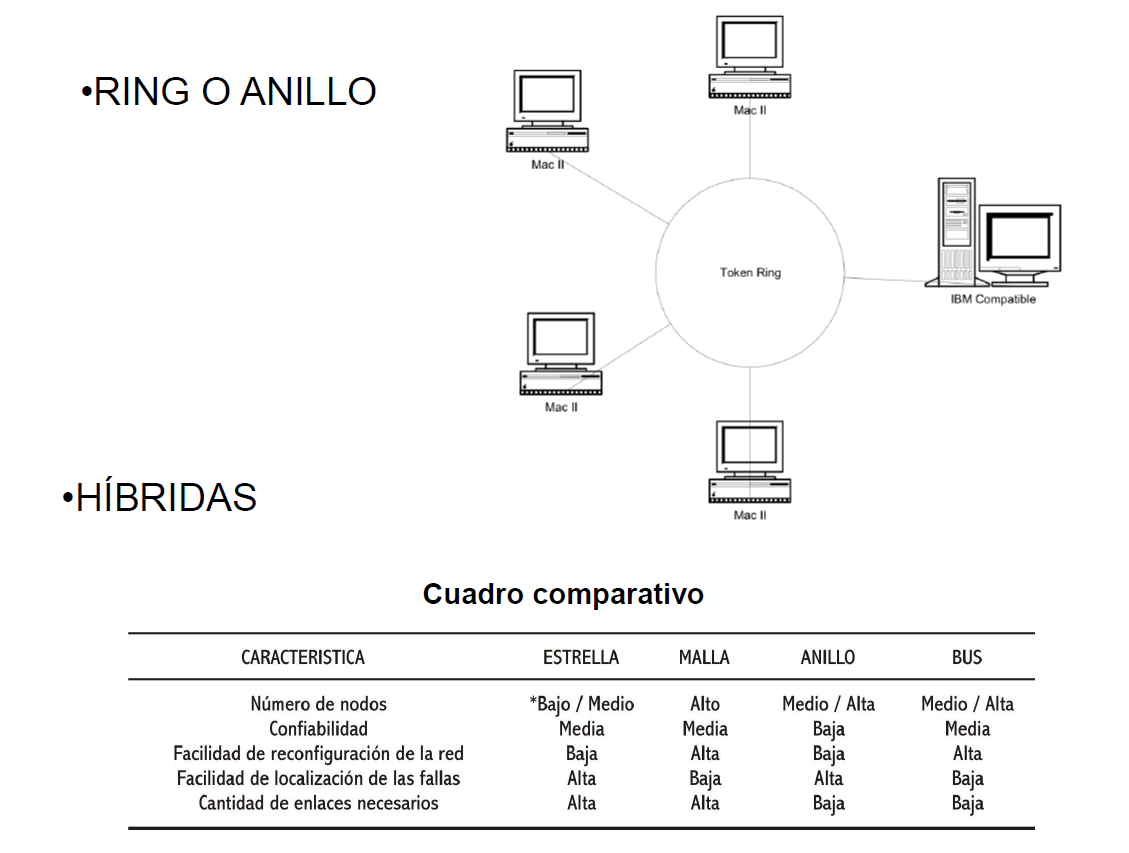 •RING O ANILLO
Mac II
Mac II
Token Ring
IBM Compatible
Mac II
Mac II
•HÍBRIDAS
Cuadro comparativo
CARACTERISTICA ESTRELLA MALLA ANILLO BUS
Número de nodos *Bajo / Medio Alto Medio / Alta Medio / Alta
Confiabilidad Media Media Baja Media
Facilidad de reconfiguración de la red Baja Alta Baja Alta
Facilidad de localización de las fallas Alta Baja Alta Baja
Cantidad de enlaces necesarios Alta Alta Baja Baja